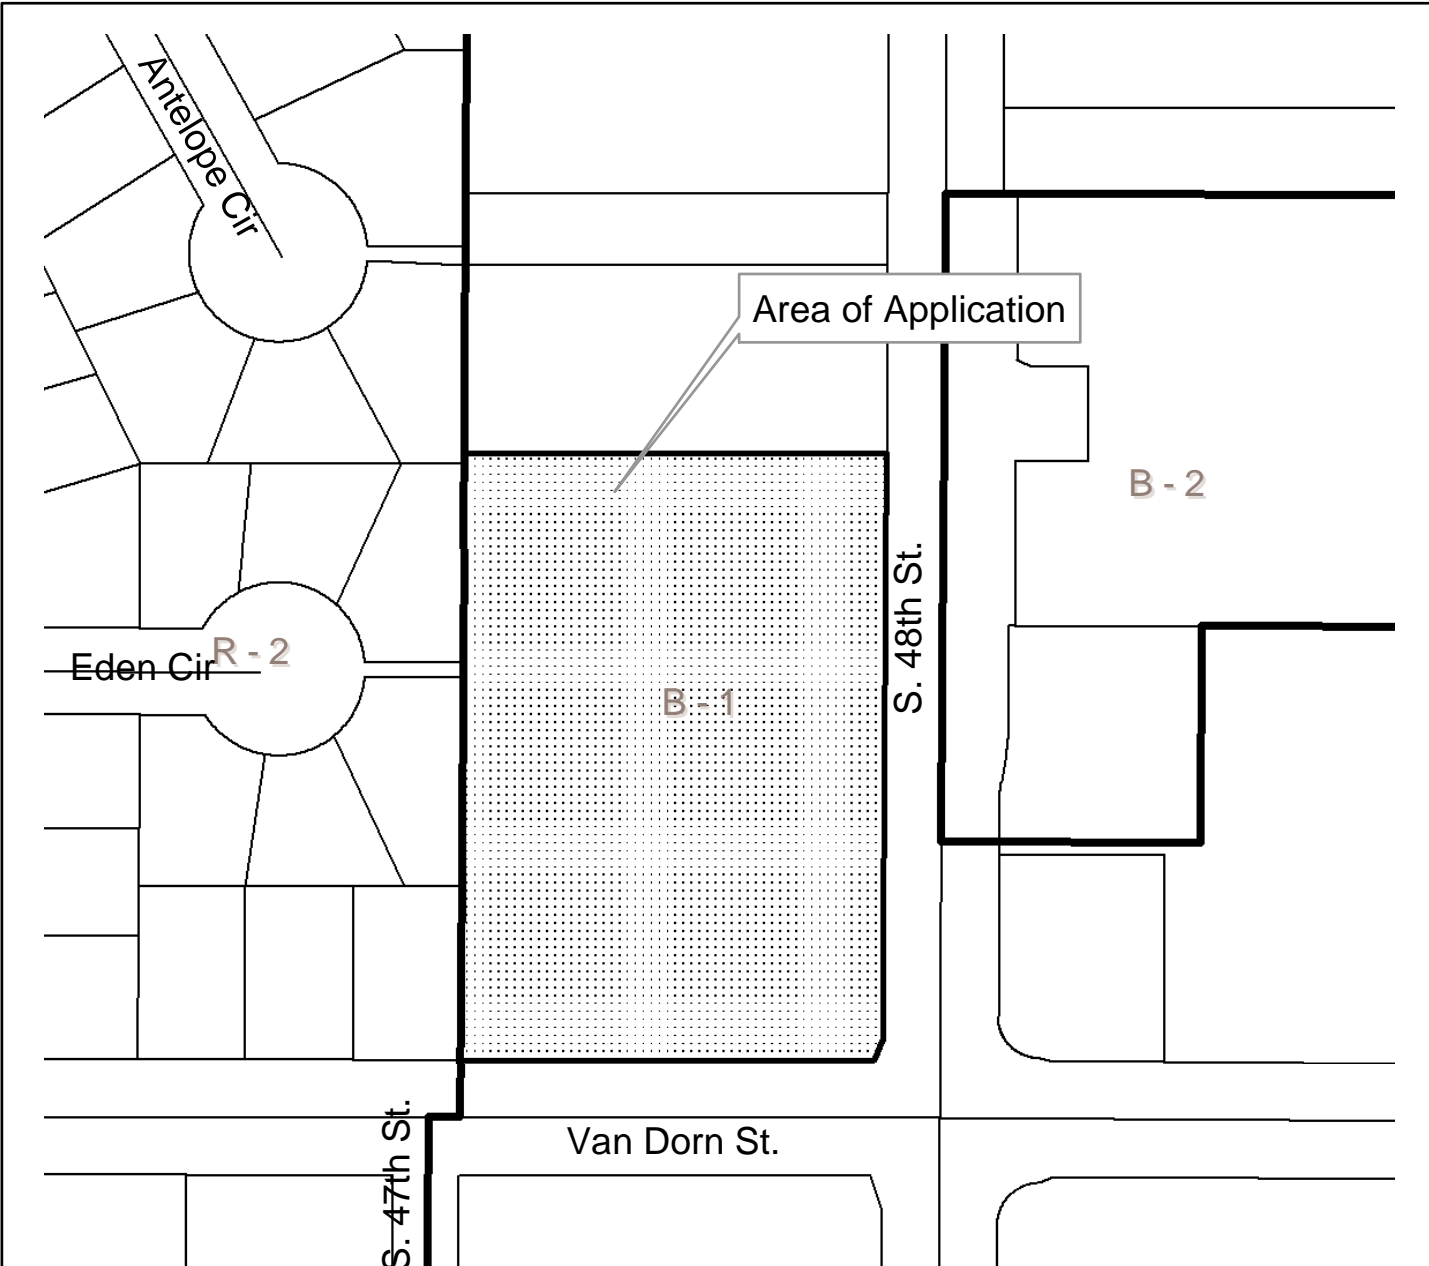 Antelope Cir
Area of Application
B - 2
S. 48th St.
R - 2
Eden Cir
B - 1
S. 47th St.
Van Dorn St.